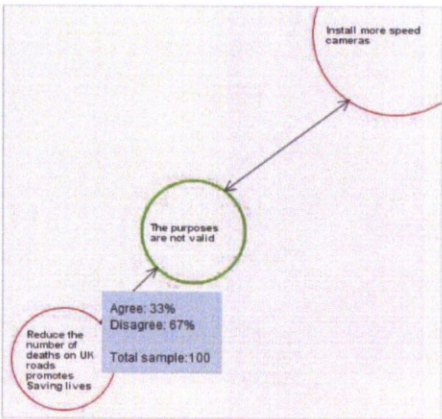 Install more speed
cameras
The purposes
are not valid
Agree: 33%
Disagree: 67%
Total sample:100
Reduce the
number of
deaths on UK
roads
promotes
Saving lives